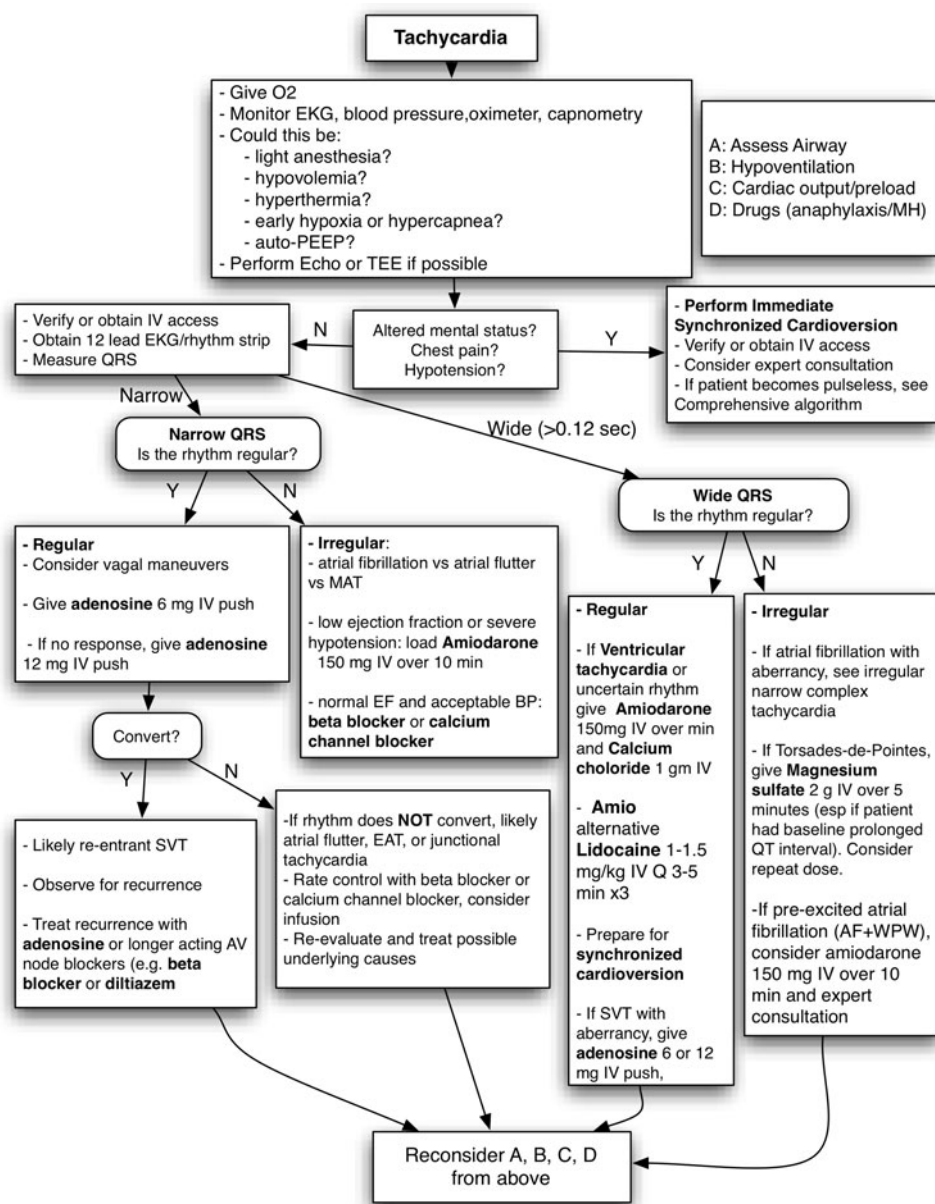 Tachycardia
- Give O2
- Monitor EKG, blood pressure,oximeter, capnometry
- Could this be:
- light anesthesia?
- hypovolemia?
- hyperthermia?
- early hypoxia or hypercapnea?
- auto-PEEP?
- Perform Echo or TEE if possible
A: Assess Airway
B: Hypoventilation
C: Cardiac output/preload
D: Drugs (anaphylaxis/MH)
Altered mental status?
Chest pain?
Hypotension?
N
Y
- Verify or obtain IV access
- Obtain 12 lead EKG/rhythm strip
- Measure QRS
- Perform Immediate
Synchronized Cardioversion
- Verify or obtain IV access
- Consider expert consultation
- If patient becomes pulseless, see
Comprehensive algorithm
Narrow
Wide (>0.12 sec)
Narrow QRS
Is the rhythm regular?
Y
N
Wide QRS
Is the rhythm regular?
Y
N
- Regular
- Consider vagal maneuvers
- Give adenosine 6 mg IV push
- If no response, give adenosine
12 mg IV push
- Irregular:
- atrial fibrillation vs atrial flutter
vs MAT
- low ejection fraction or severe
hypotension: load Amiodarone
150 mg IV over 10 min
- normal EF and acceptable BP:
beta blocker or calcium
channel blocker
- Regular
- If Ventricular
tachycardia or
uncertain rhythm
give Amiodarone
150mg IV over min
and Calcium
choloride 1 gm IV
- Amio
alternative
Lidocaine 1-1.5
mg/kg IV Q 3-5
min x3
- Prepare for
synchronized
cardioversion
- If SVT with
aberrancy, give
adenosine 6 or 12
mg IV push,
- Irregular
- If atrial fibrillation with
aberrancy, see irregular
narrow complex
tachycardia
- If Torsades-de-Pointes,
give Magnesium
sulfate 2 g IV over 5
minutes (esp if patient
had baseline prolonged
QT interval). Consider
repeat dose.
-If pre-excited atrial
fibrillation (AF+WPW),
consider amiodarone
150 mg IV over 10
min and expert
consultation
Convert?
Y
N
- Likely re-entrant SVT
- Observe for recurrence
- Treat recurrence with
adenosine or longer acting AV
node blockers (e.g. beta
blocker or diltiazem
-If rhythm does NOT convert, likely
atrial flutter, EAT, or junctional
tachycardia
- Rate control with beta blocker or
calcium channel blocker, consider
infusion
- Re-evaluate and treat possible
underlying causes
Reconsider A, B, C, D
from above